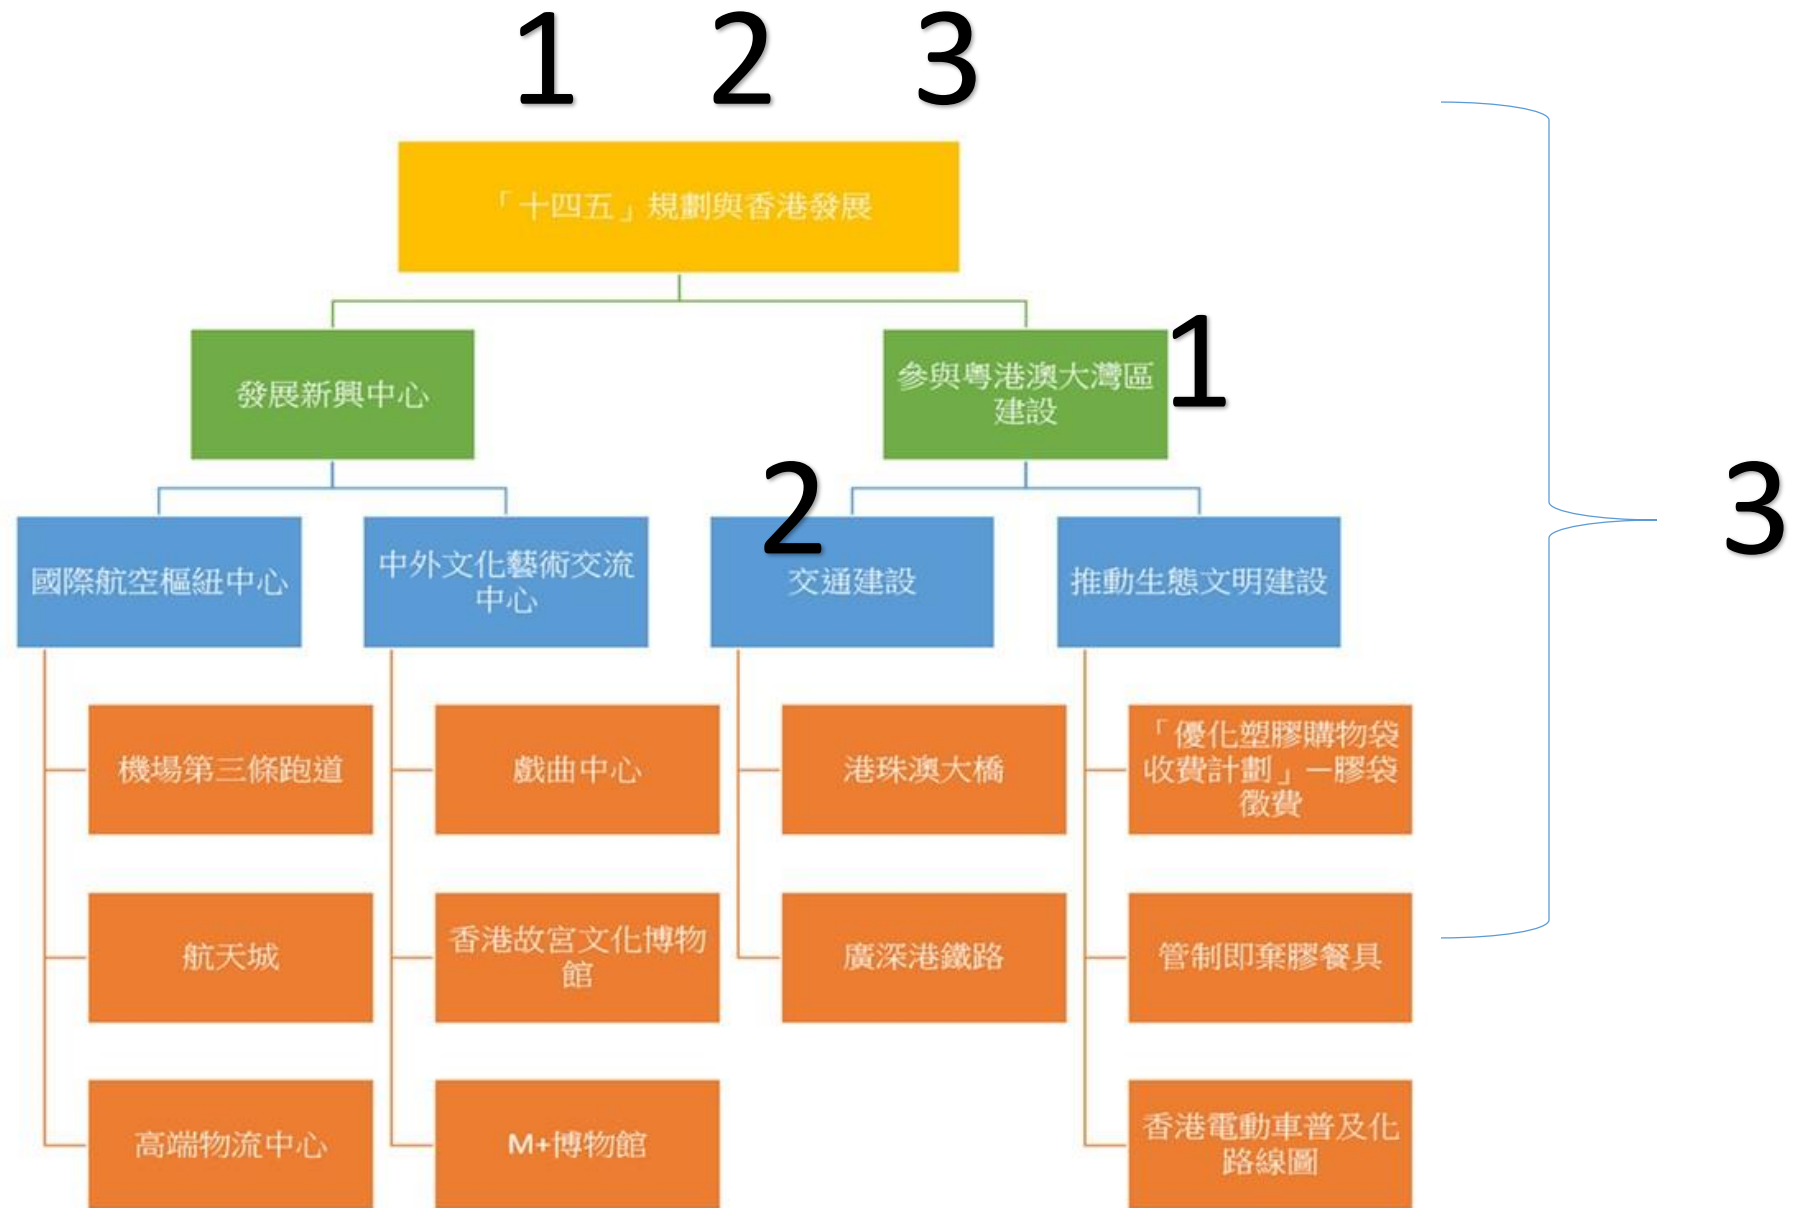 1 2 3
「十四五」規劃與香港發展
發展新興中心
參與粵港澳大灣區
建設
1
2
3
國際航空樞紐中心
中外文化藝術交流
中心
交通建設
推動生態文明建設
機場第三條跑道
戲曲中心
港珠澳大橋
「優化塑膠購物袋
收費計劃」—膠袋
徵費
航天城
香港故宮文化博物
館
廣深港鐵路
管制即棄膠餐具
高端物流中心
M+博物館
香港電動車普及化
路線圖